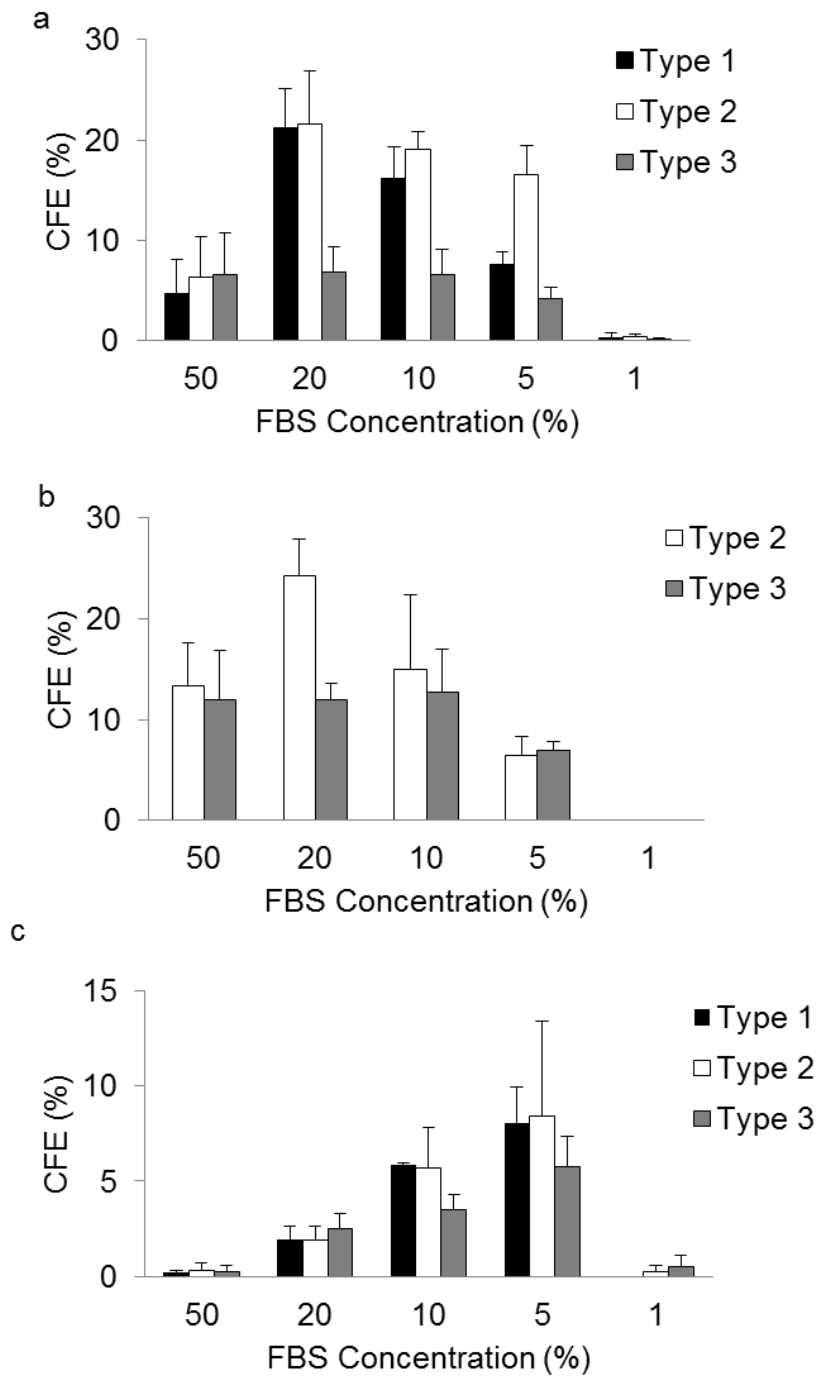 a
30
20
10
0
CFE (%)
Type 1
Type 2
Type 3
50 20 10 5 1
FBS Concentration (%)
b
30
20
10
0
CFE (%)
Type 2
Type 3
50 20 10 5 1
FBS Concentration (%)
c
15
10
5
0
CFE (%)
Type 1
Type 2
Type 3
50 20 10 5 1
FBS Concentration (%)